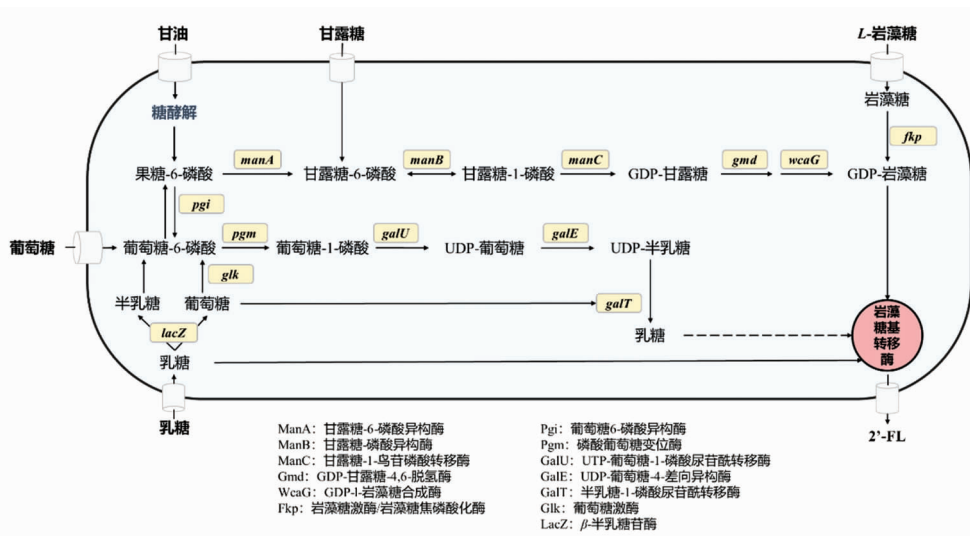 甘油
甘露糖
L-岩藻糖
糖酵解
岩藻糖
fkp
果糖-6-磷酸
manA
甘露糖-6-磷酸
manB
甘露糖-1-磷酸
manC
GDP-甘露糖
gmd
wcaG
GDP-岩藻糖
pgi
葡萄糖
葡萄糖-6-磷酸
pgm
葡萄糖-1-磷酸
galU
UDP-葡萄糖
galE
UDP-半乳糖
glk
半乳糖
葡萄糖
galT
lacZ
乳糖
岩藻
糖基
转移
酶
乳糖
乳糖
2’-FL
ManA：甘露糖-6-磷酸异构酶
ManB：甘露糖-磷酸异构酶
ManC：甘露糖-1-鸟苷磷酸转移酶
Gmd：GDP-甘露糖-4,6-脱氢酶
WcaG：GDP-l-岩藻糖合成酶
Fkp：岩藻糖激酶/岩藻糖焦磷酸化酶
Pgi：葡萄糖6-磷酸异构酶
Pgm：磷酸葡萄糖变位酶
GalU：UTP-葡萄糖-1-磷酸尿苷酰转移酶
GalE：UDP-葡萄糖-4-差向异构酶
GalT：半乳糖-1-磷酸尿苷酰转移酶
Glk：葡萄糖激酶
LacZ：β-半乳糖苷酶